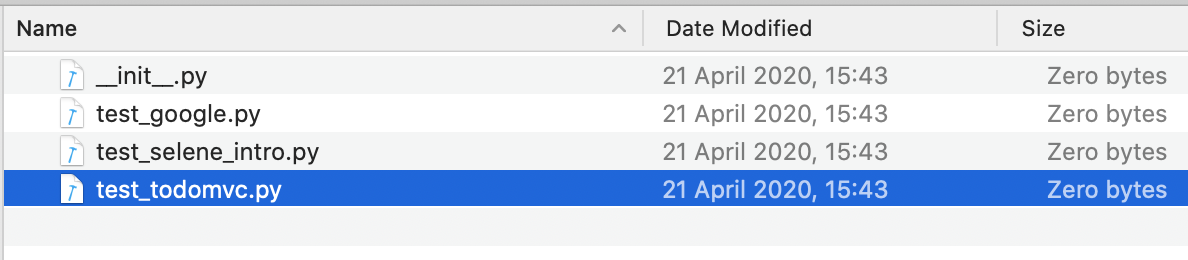 Name Date Modified Size
__init__.py 21 April 2020, 15:43 Zero bytes
test_google.py 21 April 2020, 15:43 Zero bytes
test_selene_intro.py 21 April 2020, 15:43 Zero bytes
test_todomvc.py 21 April 2020, 15:43 Zero bytes